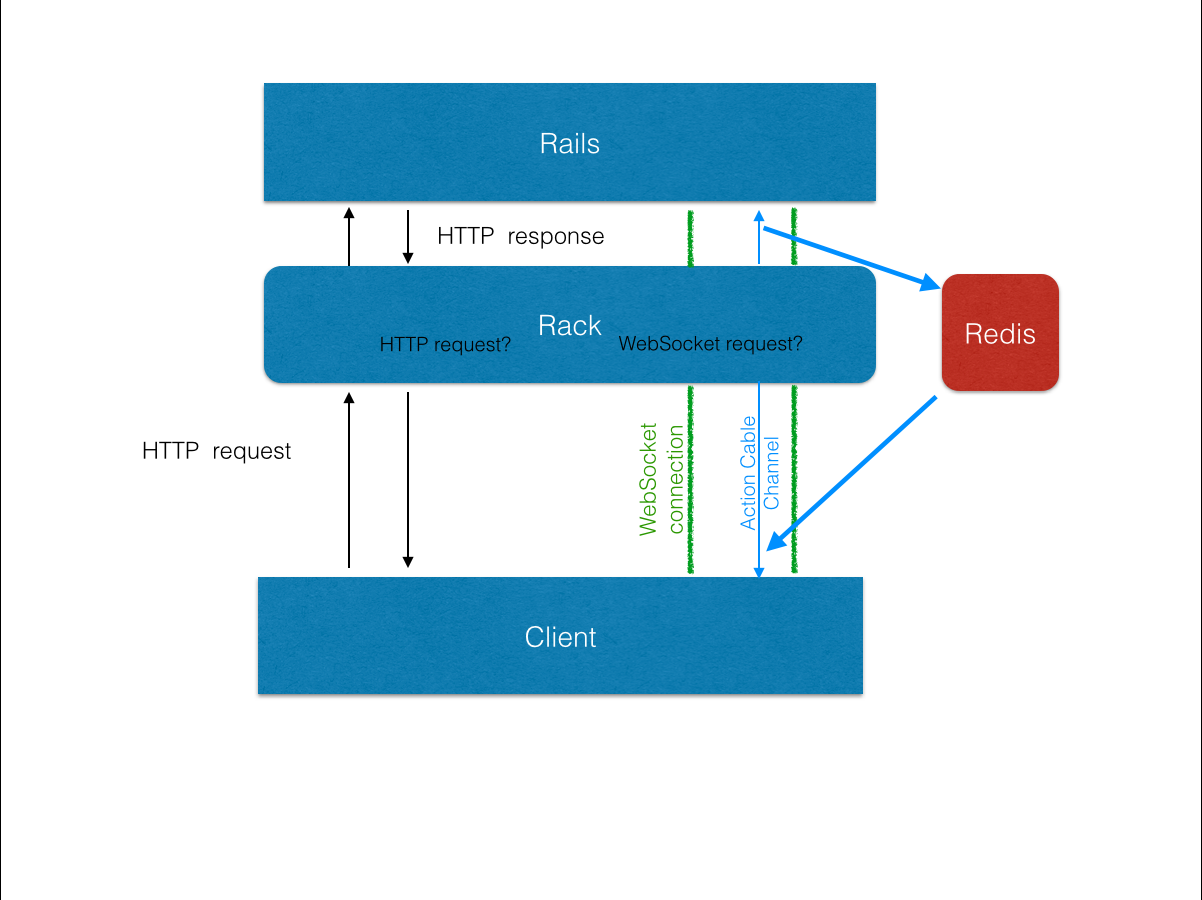 Rails
HTTP response
Rack
HTTP request?
WebSocket request?
Redis
HTTP request
WebSocket
connection
Action Cable
Channel
Client